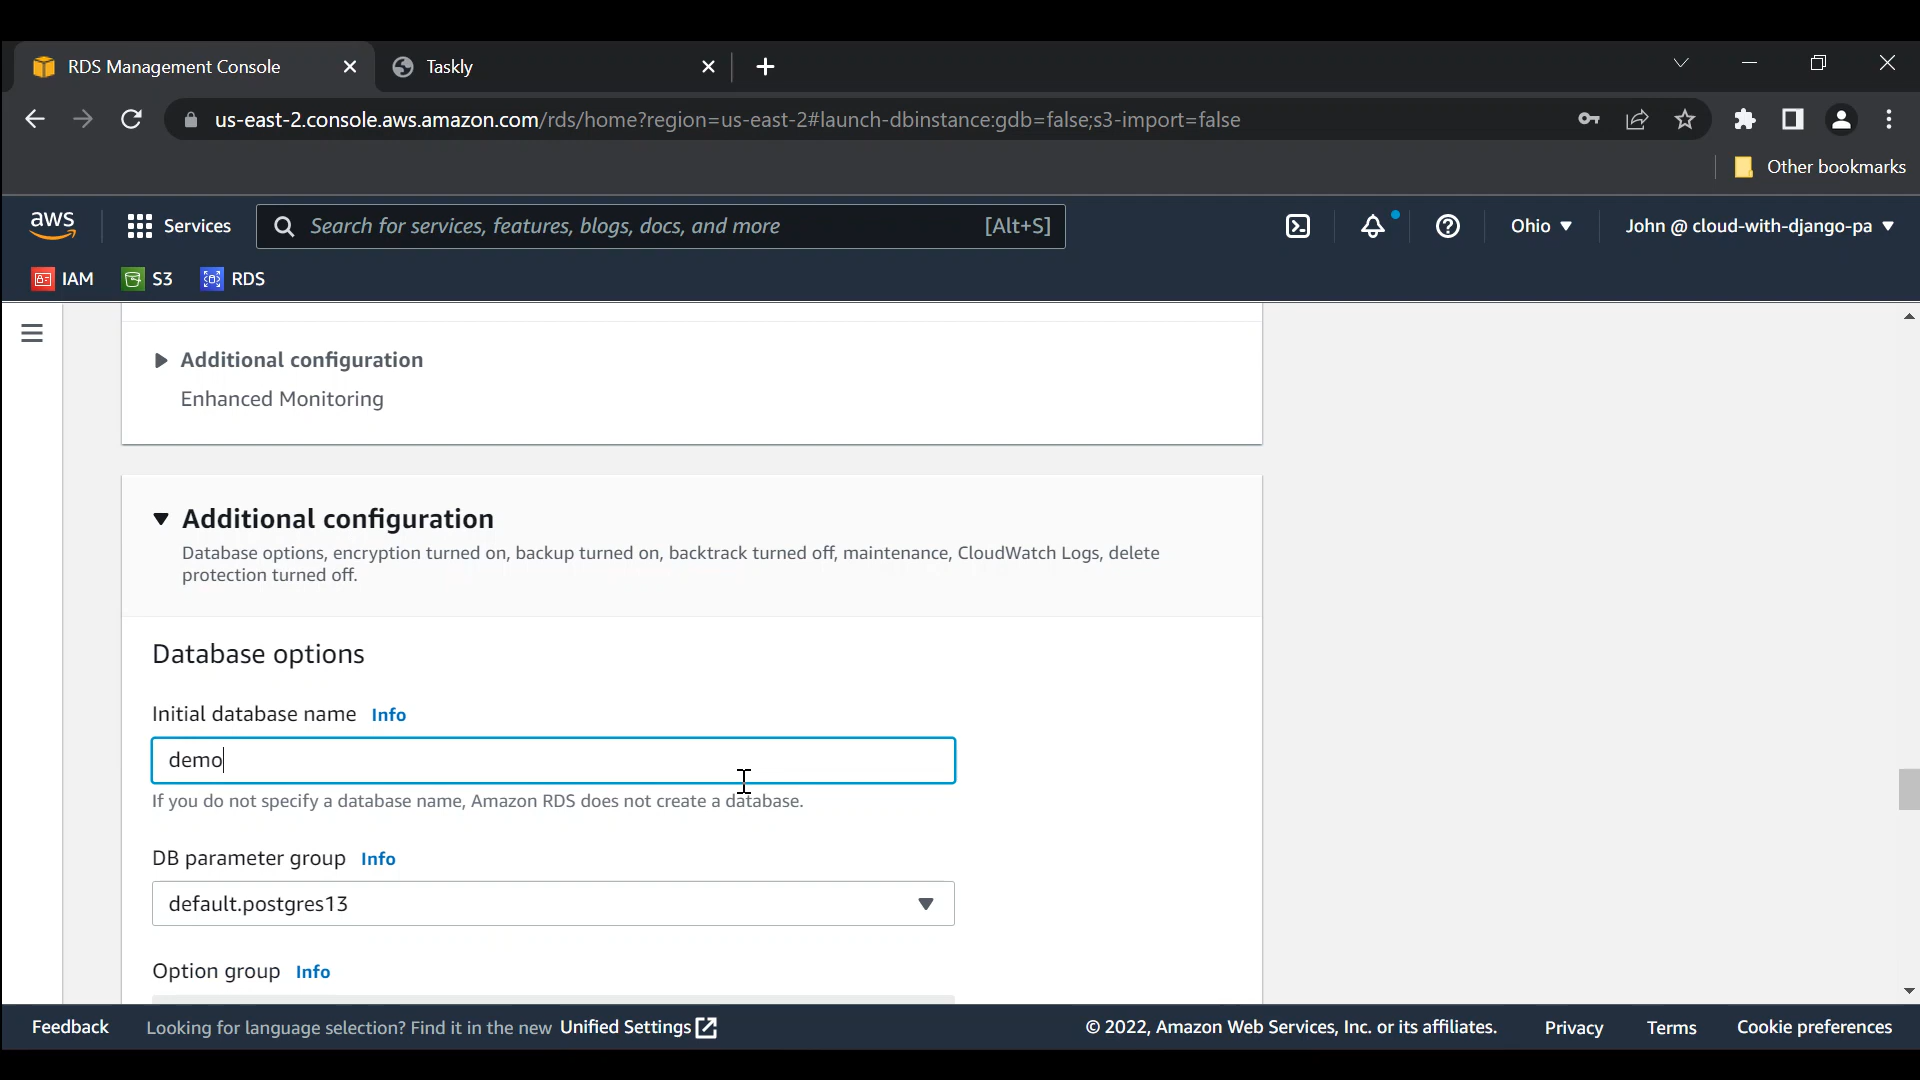 RDS Management Console
Taskly
us-east-2.console.aws.amazon.com/rds/home?region=us-east-2#launch-dbinstance:gdb=false;s3-import=false
Other bookmarks
aws
Services
Search for services, features, blogs, docs, and more
[Alt+S]
Ohio
John @ cloud-with-django-pa
IAM
S3
RDS
Additional configuration
Enhanced Monitoring
Additional configuration
Database options, encryption turned on, backup turned on, backtrack turned off, maintenance, CloudWatch Logs, delete
protection turned off.
Database options
Initial database name Info
demo
If you do not specify a database name, Amazon RDS does not create a database.
DB parameter group Info
default.postgres13
Option group Info
Feedback
Looking for language selection? Find it in the new Unified Settings
© 2022, Amazon Web Services, Inc. or its affiliates.
Privacy
Terms
Cookie preferences